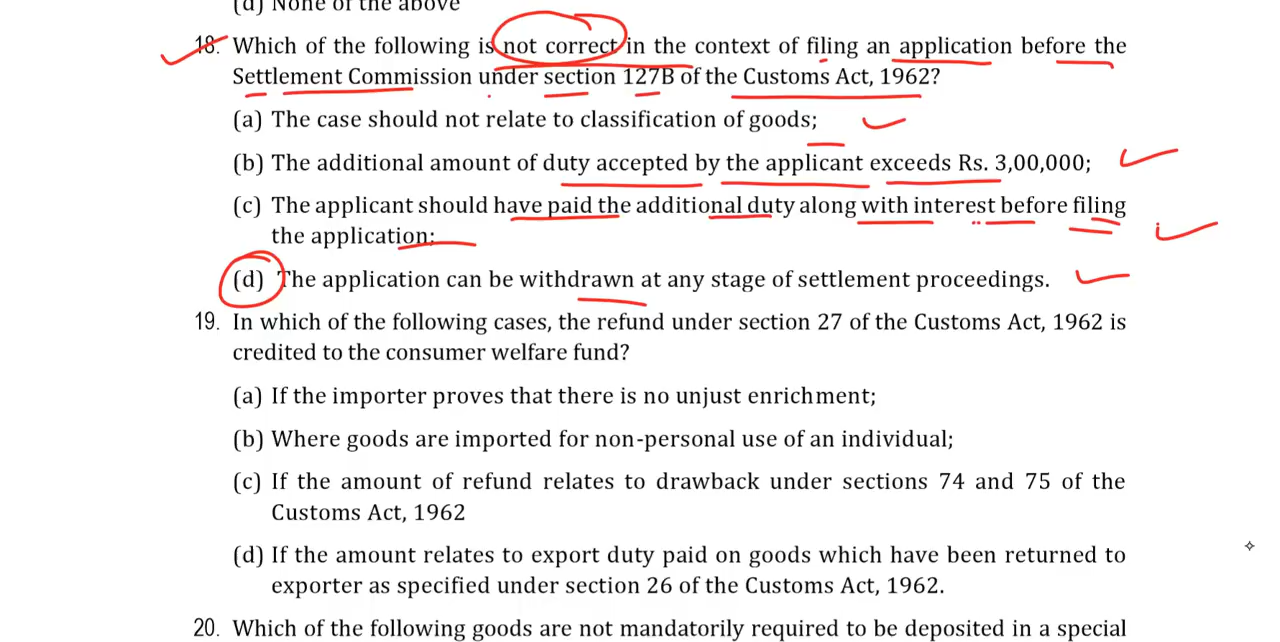 (d) None of the above
18. Which of the following is not correct in the context of filing an application before the
Settlement Commission under section 127B of the Customs Act, 1962?
(a) The case should not relate to classification of goods;
(b) The additional amount of duty accepted by the applicant exceeds Rs. 3,00,000;
(c) The applicant should have paid the additional duty along with interest before filing
the application;
(d) The application can be withdrawn at any stage of settlement proceedings.
19. In which of the following cases, the refund under section 27 of the Customs Act, 1962 is
credited to the consumer welfare fund?
(a) If the importer proves that there is no unjust enrichment;
(b) Where goods are imported for non-personal use of an individual;
(c) If the amount of refund relates to drawback under sections 74 and 75 of the
Customs Act, 1962
(d) If the amount relates to export duty paid on goods which have been returned to
exporter as specified under section 26 of the Customs Act, 1962.
20. Which of the following goods are not mandatorily required to be deposited in a special